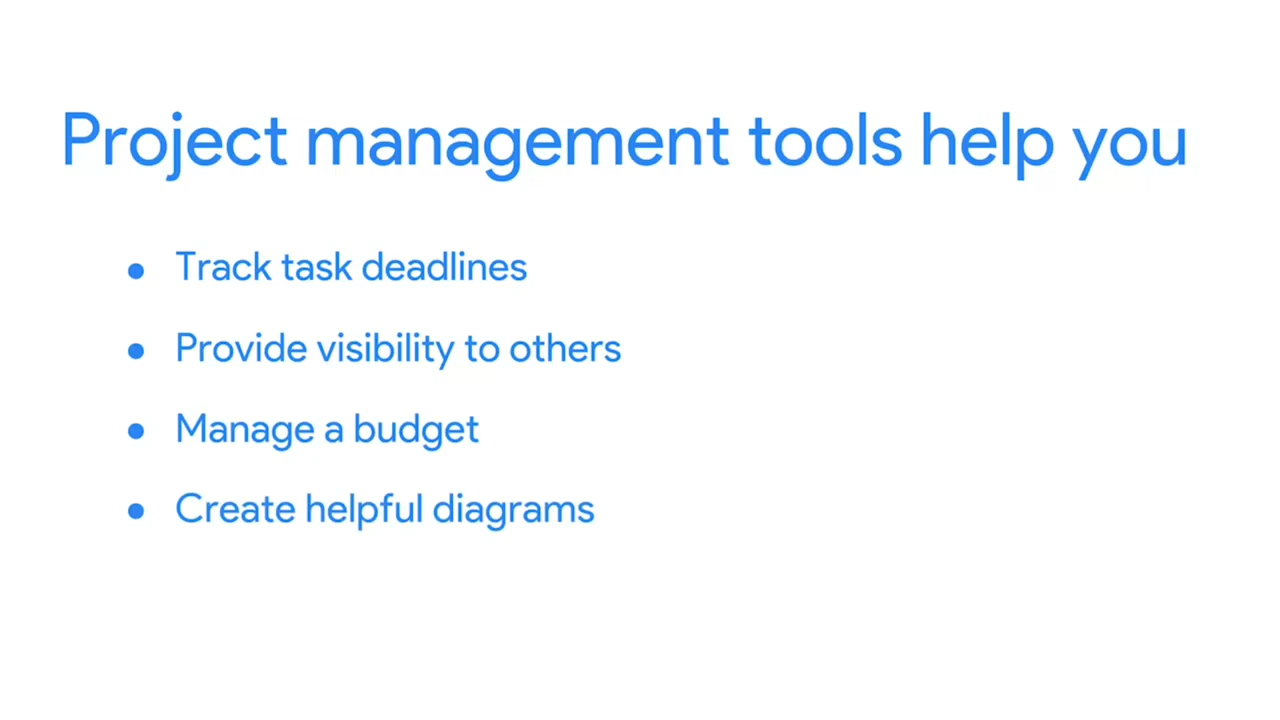 Project management tools help you
● Track task deadlines
● Provide visibility to others
● Manage a budget
● Create helpful diagrams